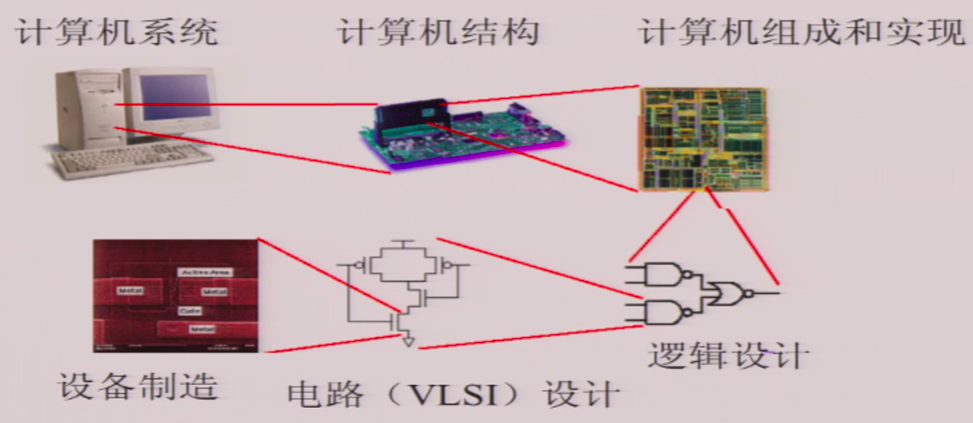 计算机系统
计算机结构
计算机组成和实现
Active Area
Metal
Metal
Gate
Metal
逻辑设计
设备制造
电路（VLSI）设计